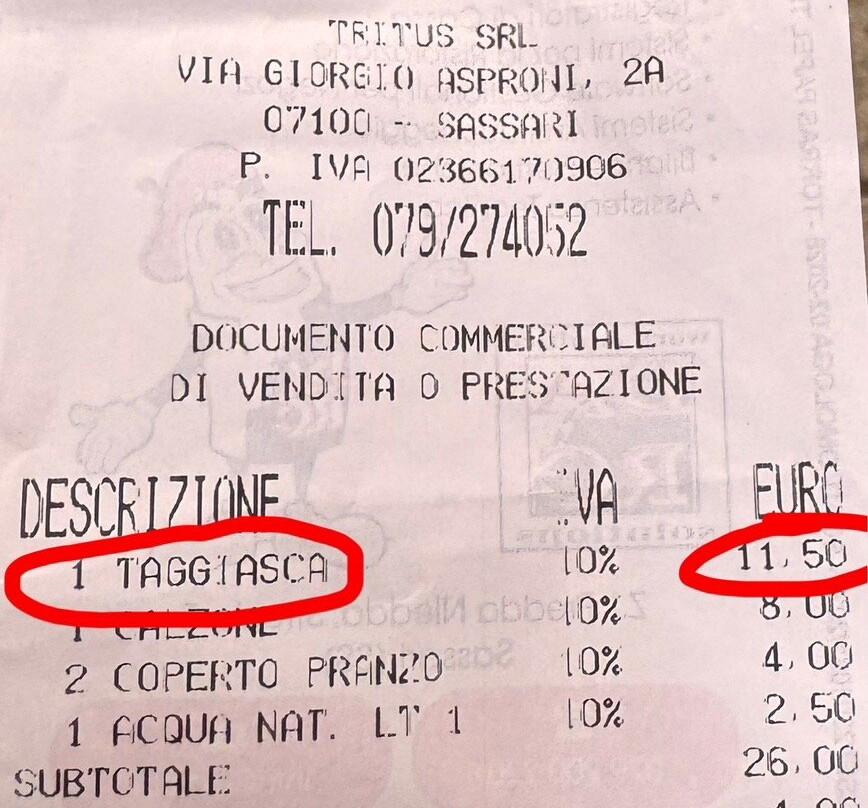 TRITUS SRL
VIA GIORGIO ASPRONI, 2A
07100 - SASSARI
P. IVA 02366170906
TEL. 079/274052
DOCUMENTO COMMERCIALE
DI VENDITA O PRESTAZIONE
DESCRIZIONE IVA EURO
1 TAGGIASCA 10% 11,50
1 CALZONE 10% 8,00
2 COPERTO PRANZO 10% 4,00
1 ACQUA NAT. LT 1 10% 2,50
SUBTOTALE 26,00